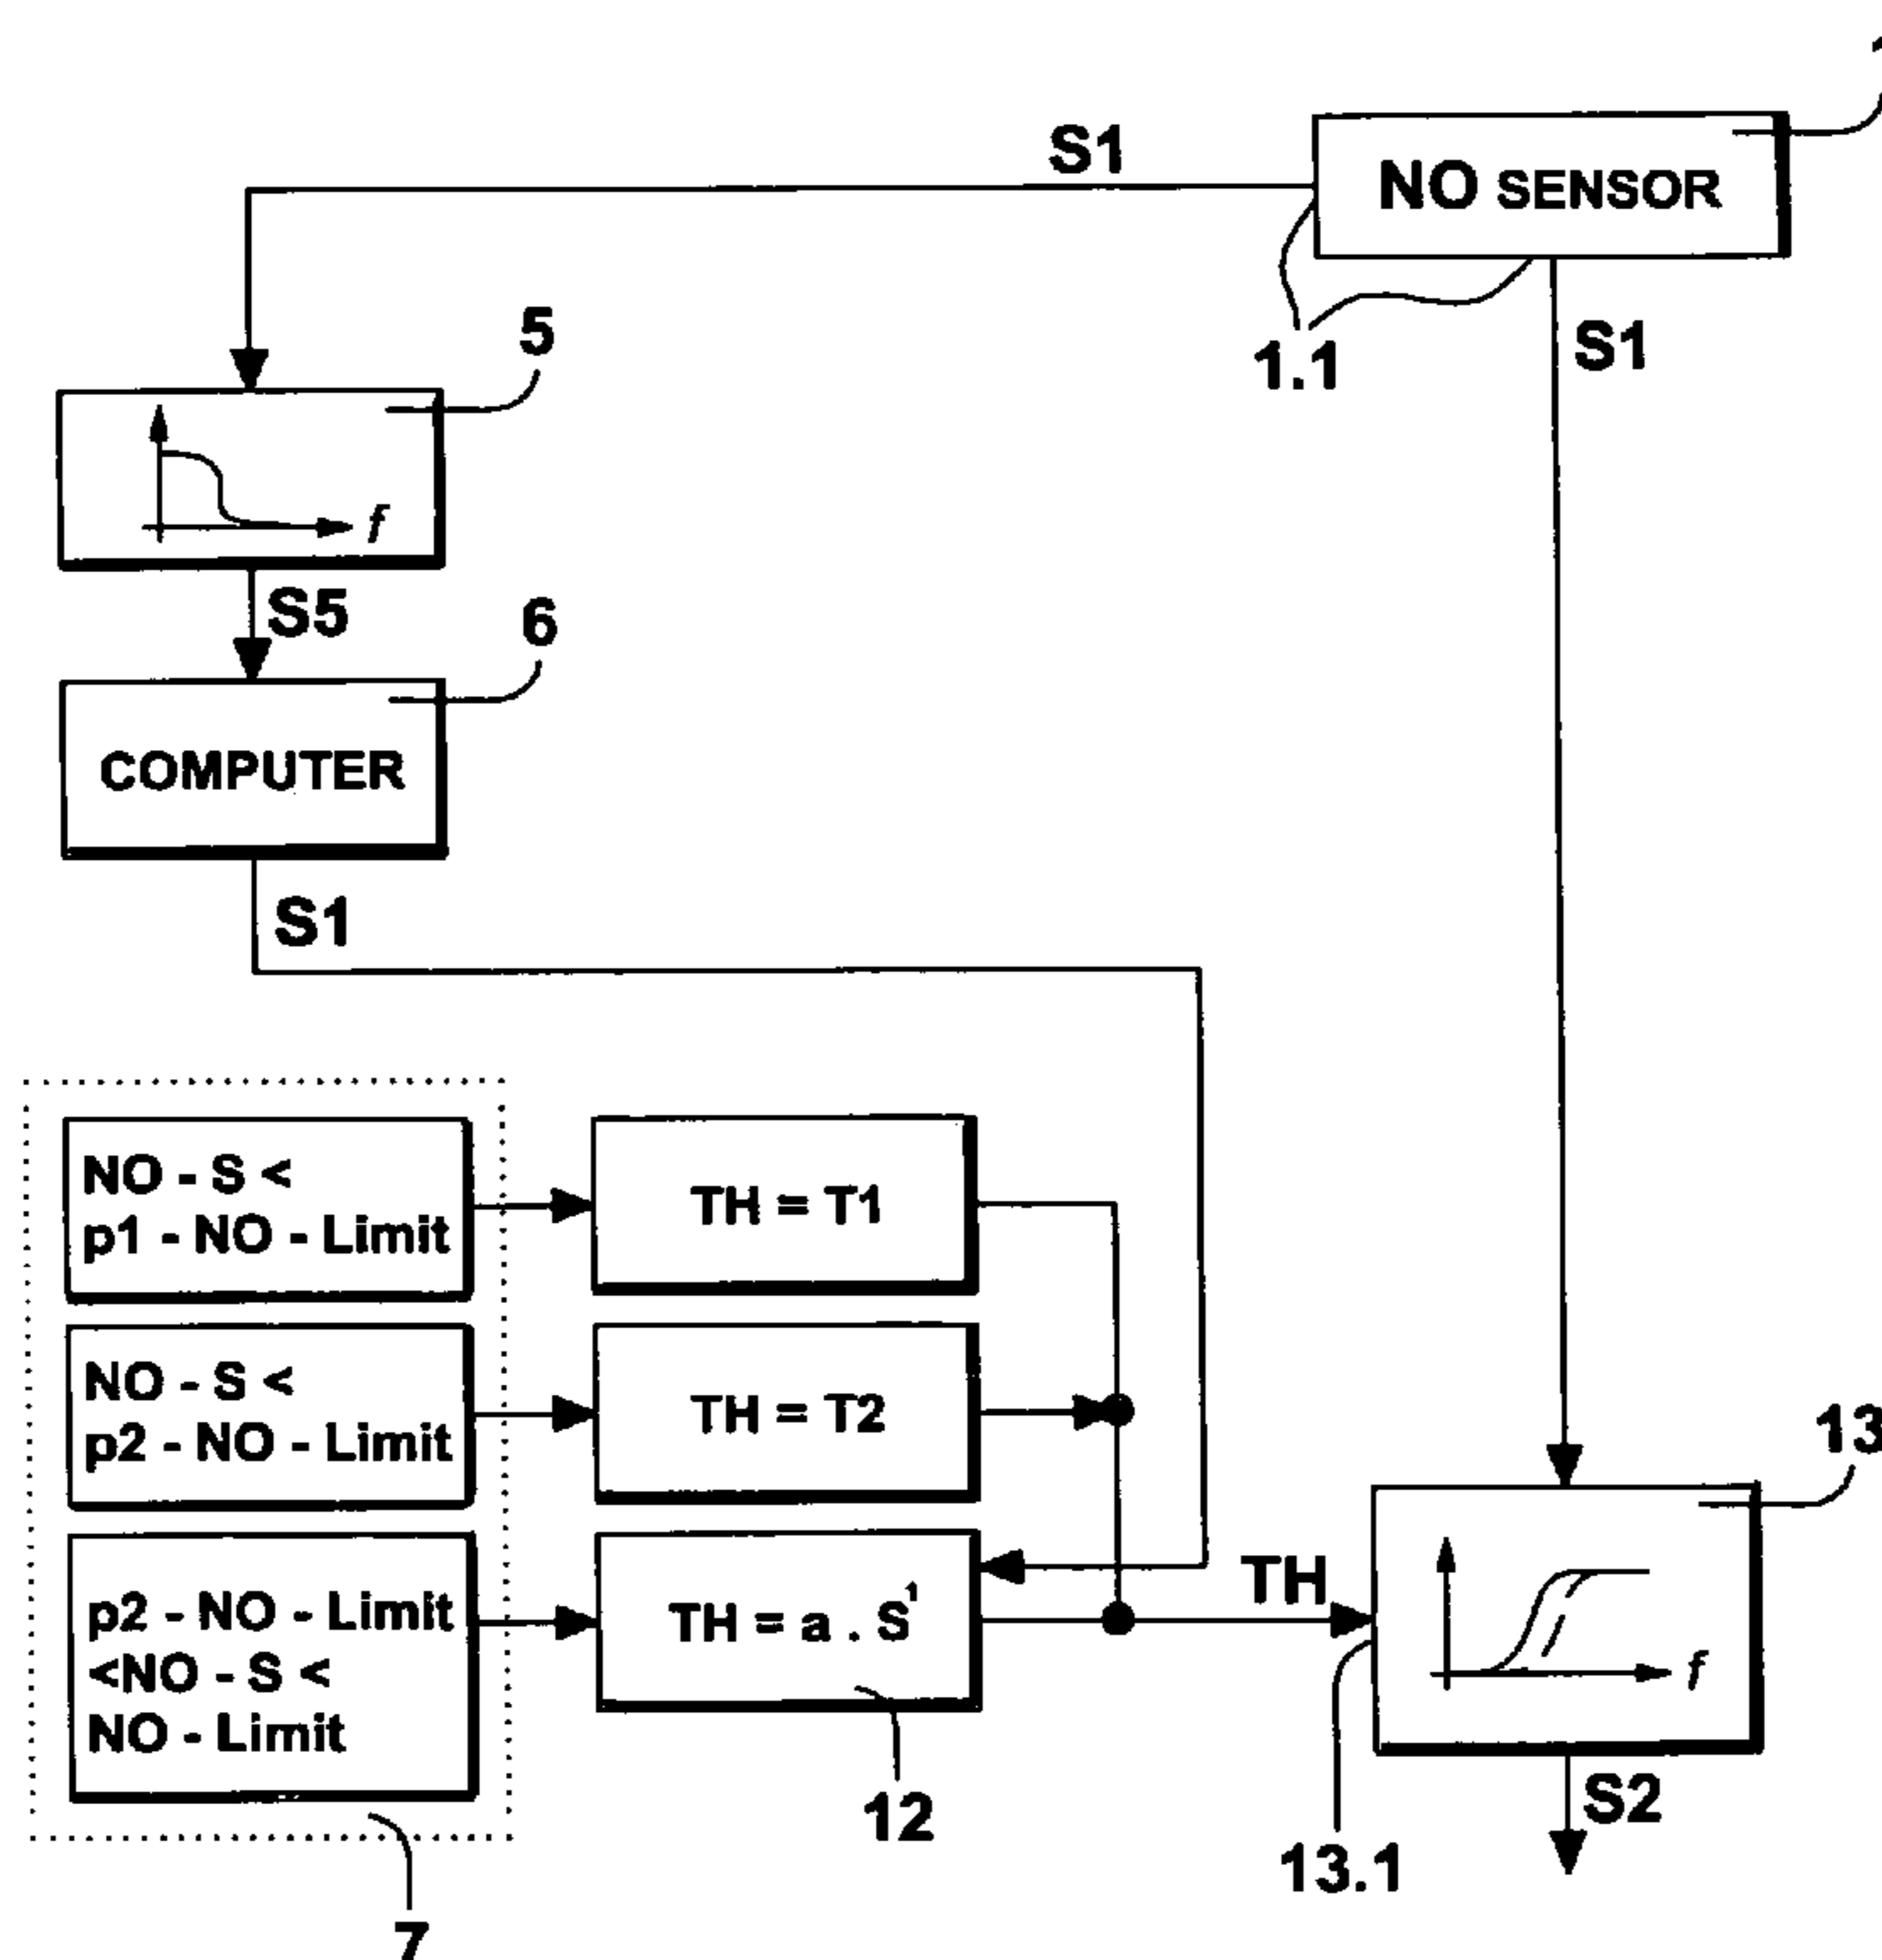 1
S1
NO SENSOR
1.1
S1
5
f
S5
6
COMPUTER
S1
NO - S <
p1 - NO - Limit
TH = T1
NO - S <
p2 - NO - Limit
TH = T2
p2 - NO - Limit
<NO - S <
NO - Limit
TH = a . S'
TH
13
f
12
13.1
S2
7